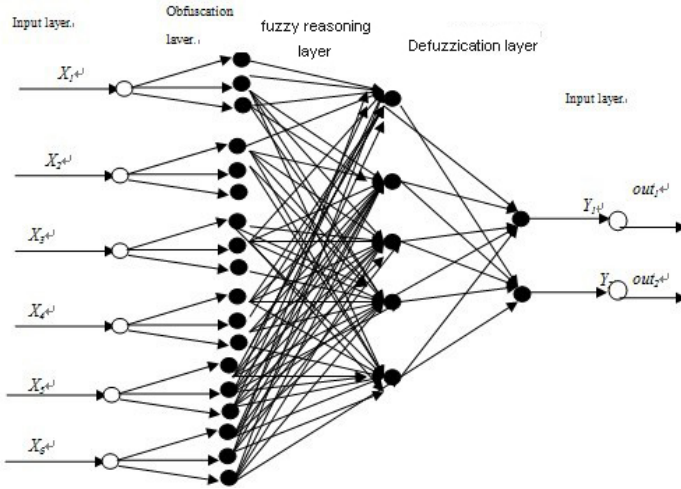 Input layer.
Obfuscation
laver.
fuzzy reasoning
layer
Defuzzication layer
Input layer.
X1
X2
X3
X4
X5
X6
Y1
out1
Y2
out2